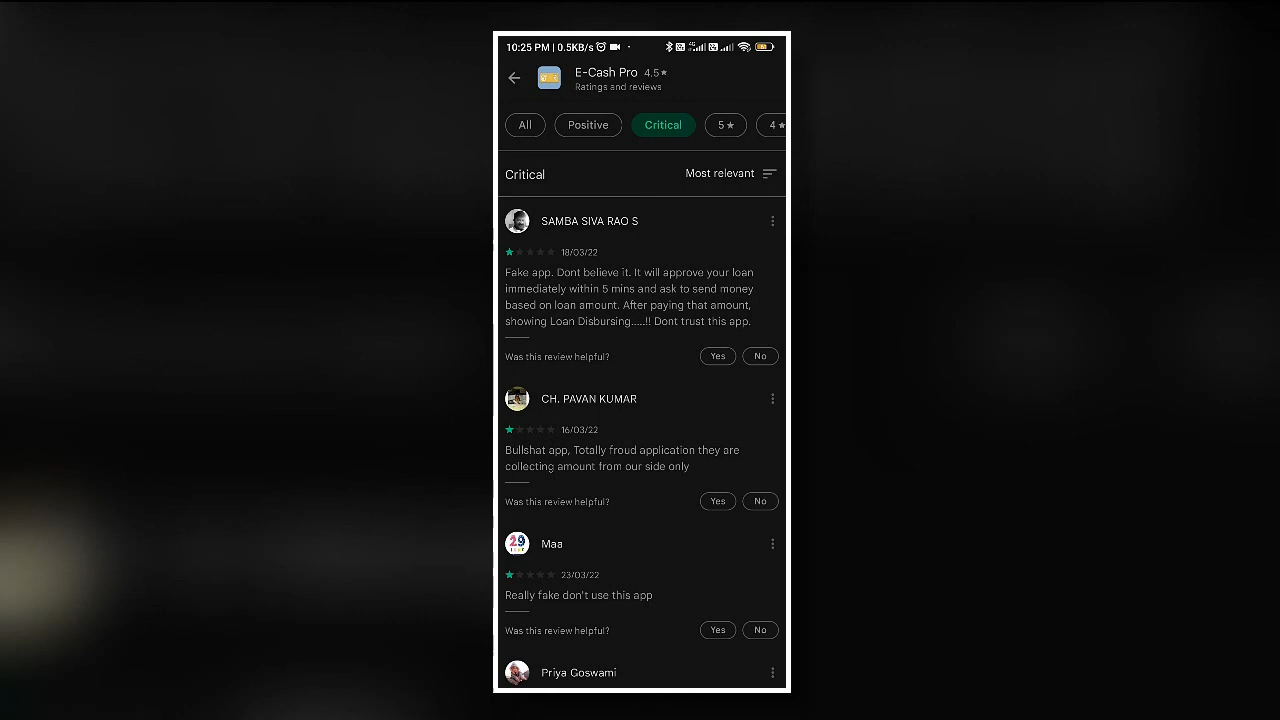 10:25 PM | 0.5KB/s
E-Cash Pro 4.5★
Ratings and reviews
All Positive Critical 5★ 4★
Critical Most relevant
SAMBA SIVA RAO S
18/03/22
Fake app. Dont believe it. It will approve your loan
immediately within 5 mins and ask to send money
based on loan amount. After paying that amount,
showing Loan Disbursing.....!! Dont trust this app.
Was this review helpful? Yes No
CH. PAVAN KUMAR
16/03/22
Bullshat app, Totally froud application they are
collecting amount from our side only
Was this review helpful? Yes No
29
Maa
23/03/22
Really fake don't use this app
Was this review helpful? Yes No
Priya Goswami